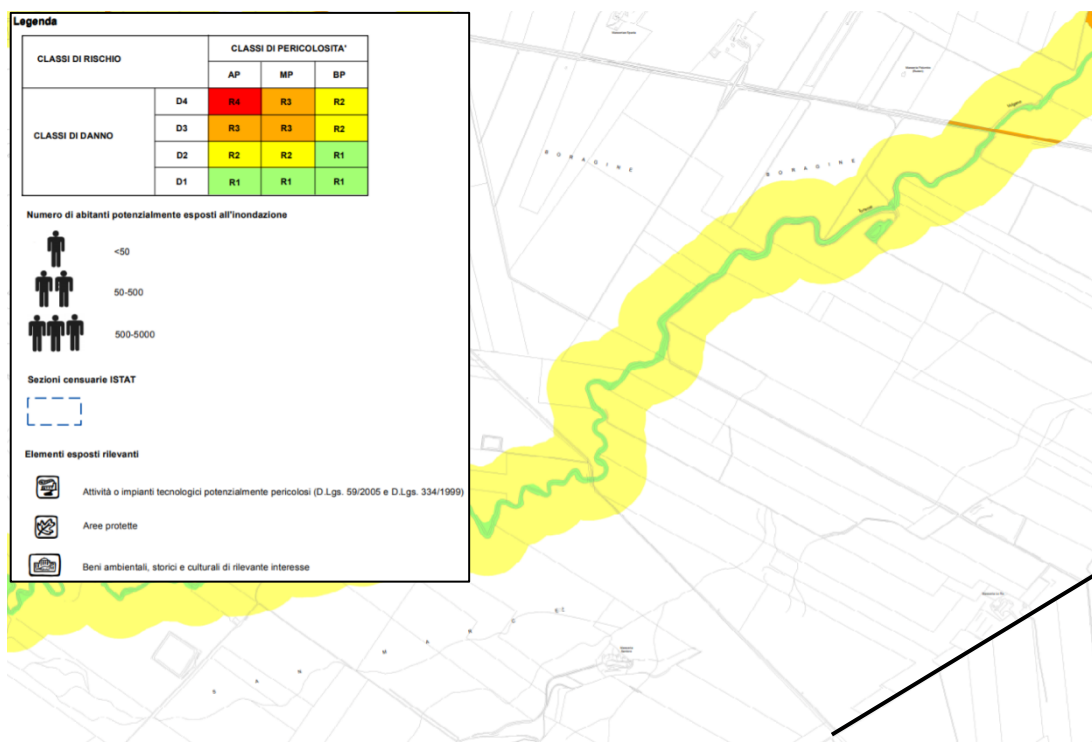 Legenda
CLASSI DI RISCHIO
CLASSI DI PERICOLOSITA'
AP MP BP
CLASSI DI DANNO
D4 R4 R3 R2
D3 R3 R3 R2
D2 R2 R2 R1
D1 R1 R1 R1
Numero di abitanti potenzialmente esposti all'inondazione
<50
50-500
500-5000
Sezioni censuarie ISTAT
Elementi esposti rilevanti
Attività o impianti tecnologici potenzialmente pericolosi (D.Lgs. 59/2005 e D.Lgs. 334/1999)
Aree protette
Beni ambientali, storici e culturali di rilevante interesse
BORAGINE
BORAGINE
SAN MARC